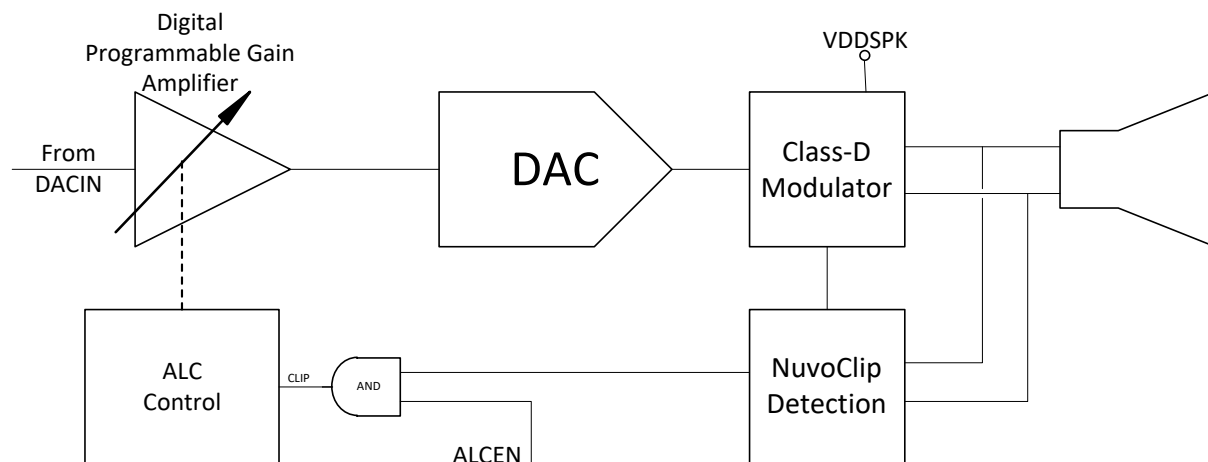 Digital
Programmable Gain
Amplifier
VDDSPK
From
DACIN
DAC
Class-D
Modulator
ALC
Control
CLIP
AND
NuvoClip
Detection
ALCEN